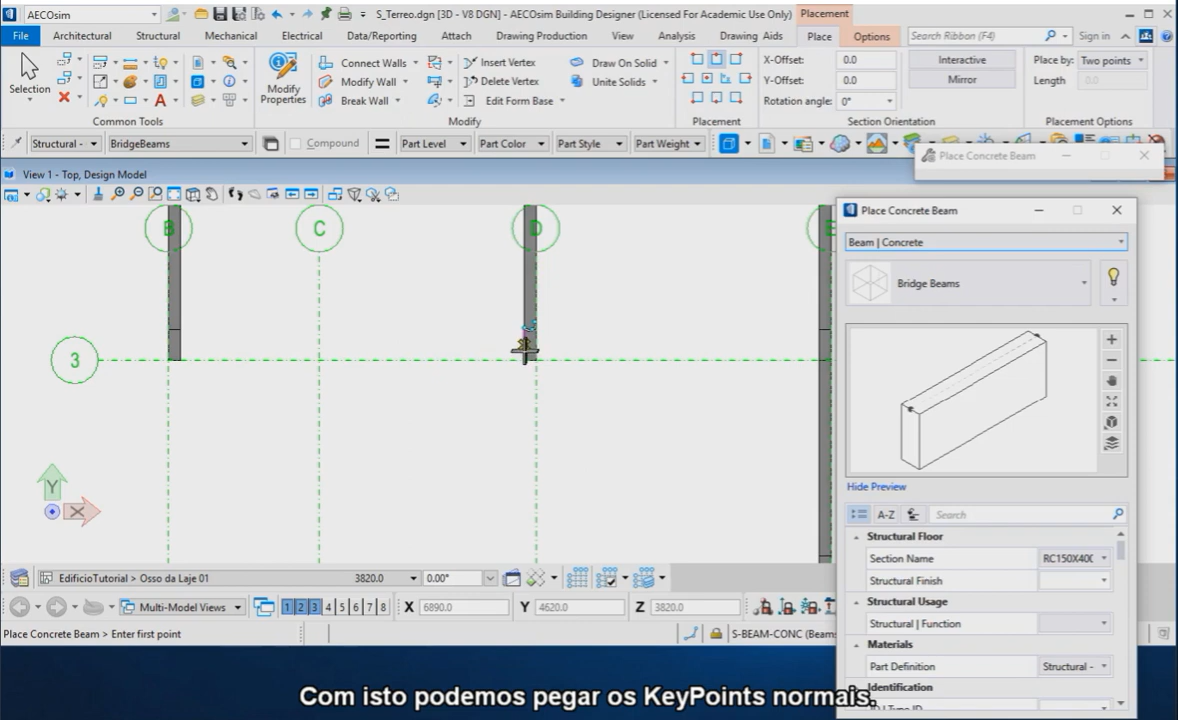 AECOsim
S_Terreo.dgn [3D - V8 DGN] - AECOsim Building Designer (Licensed For Academic Use Only)
Placement
File
Architectural
Structural
Mechanical
Electrical
Data/Reporting
Attach
Drawing Production
View
Analysis
Drawing Aids
Place
Options
Search Ribbon (F4)
Sign in
Selection
Modify Properties
Connect Walls
Modify Wall
Break Wall
Insert Vertex
Delete Vertex
Edit Form Base
Draw On Solid
Unite Solids
X-Offset: 0.0
Y-Offset: 0.0
Rotation angle: 0°
Interactive
Mirror
Place by: Two points
Length 0.0
Common Tools
Modify
Placement
Section Orientation
Placement Options
Structural -
BridgeBeams
Compound
Part Level
Part Color
Part Style
Part Weight
Place Concrete Beam
View 1 - Top, Design Model
B
C
D
E
3
Y
X
Place Concrete Beam
Beam | Concrete
Bridge Beams
Hide Preview
A-Z
Search
Structural Floor
Section Name RC150X40(
Structural Finish
Structural Usage
Structural | Function
Materials
Part Definition Structural -
Identification
EdificioTutorial > Osso da Laje 01
3820.0
0.00°
Multi-Model Views
1 2 3 4 5 6 7 8
X 6890.0
Y 4620.0
Z 3820.0
Place Concrete Beam > Enter first point
S-BEAM-CONC (Beam
Com isto podemos pegar os KeyPoints normais.